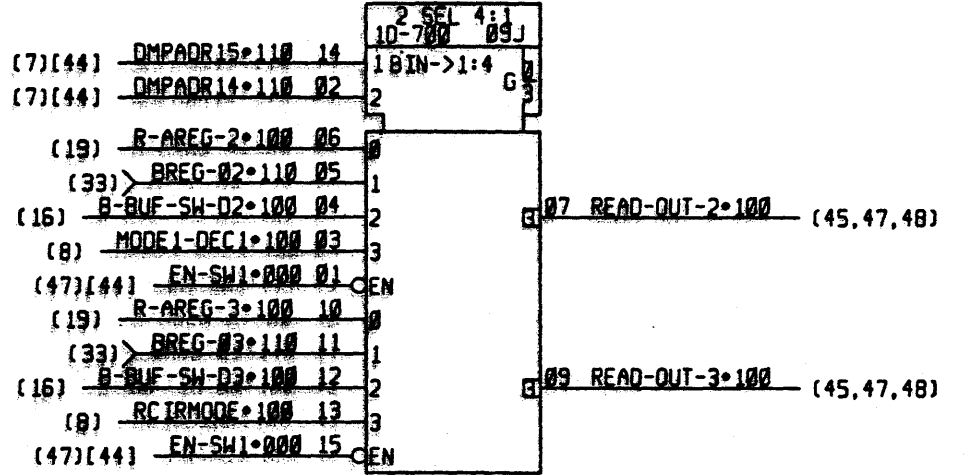 2 SEL 4:1
1D-700 09J
(7)[44] DMPADR15•110 14 1 BIN->1:4 G 0 3
(7)[44] DMPADR14•110 02 2
(19) R-AREG-2•100 06 0
(33) BREG-02•110 05 1
(16) B-BUF-SW-D2•100 04 2 3 07 READ-OUT-2•100 (45,47,48)
(8) MODE1-DEC1•100 03 3
(47)[44] EN-SW1•000 01 EN
(19) R-AREG-3•100 10 0
(33) BREG-03•110 11 1
(16) B-BUF-SW-D3•100 12 2 3 09 READ-OUT-3•100 (45,47,48)
(8) RCIRMODE•100 13 3
(47)[44] EN-SW1•000 15 EN